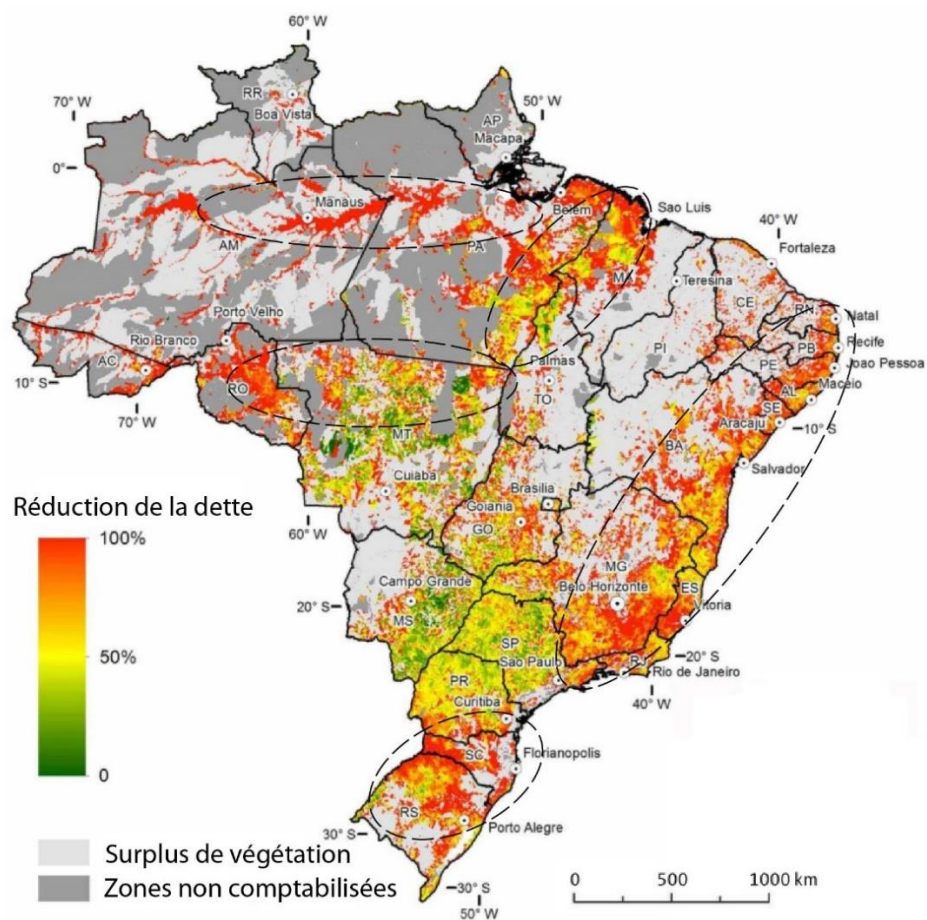 60° W
70° W
RR
Boa Vista
50° W
AP
Macapa
0°
Manaus
Belem
Sao Luis
40° W
AM
PA
Fortaleza
MA
Teresina
CE
RN
Natal
Porto Velho
Rio Branco
PI
PB
Recife
AC
PE
Joao Pessoa
10° S
Palmas
AL
Maceio
RO
TO
SE
70° W
Aracaju
10° S
MT
BA
Salvador
Cuiaba
Brasilia
Réduction de la dette
Goiania
100%
GO
60° W
MG
Campo Grande
Belo Horizonte
ES
20° S
Vitoria
MS
SP
50%
Sao Paulo
RJ
20° S
Rio de Janeiro
PR
40° W
Curitiba
0
SC
Florianopolis
RS
Porto Alegre
30° S
Surplus de végétation
Zones non comptabilisées
30° S
50° W
0 500 1000 km